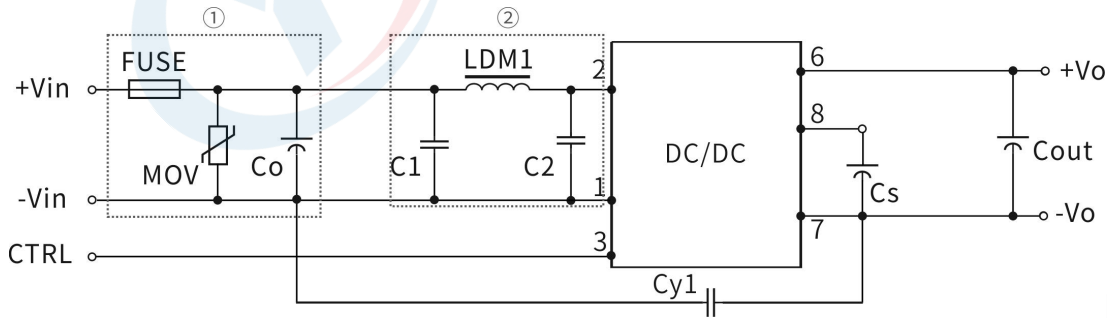 ① ②
FUSE LDM1
+Vin 2 6 +Vo
8
MOV Co C1 C2 DC/DC Cout
-Vin 1 Cs -Vo
7
CTRL 3
Cy1